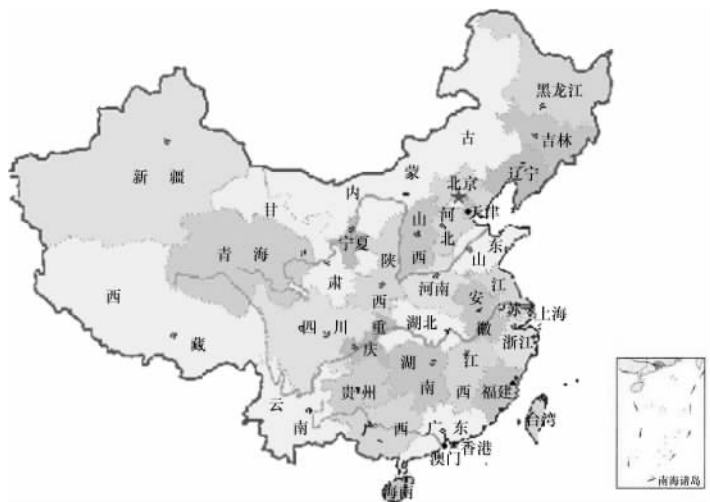 黑龙江
吉林
辽宁
内蒙古
北京
天津
新疆
甘肃
宁夏
山西
河北
山东
青海
陕西
河南
江苏
安徽
上海
西藏
四川
重庆
湖北
浙江
湖南
江西
福建
贵州
云南
广西
广东
台湾
香港
澳门
海南
南海诸岛